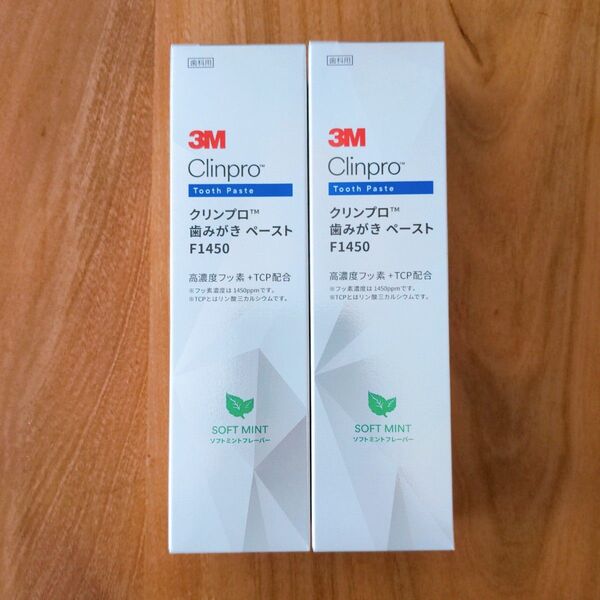 歯科用
3M
Clinpro™
Tooth Paste
クリンプロ™
歯みがき ペースト
F1450
高濃度フッ素 +TCP配合
※フッ素濃度は1450ppmです。
※TCPとはリン酸三カルシウムです。
SOFT MINT
ソフトミントフレーバー
歯科用
3M
Clinpro™
Tooth Paste
クリンプロ™
歯みがき ペースト
F1450
高濃度フッ素 +TCP配合
※フッ素濃度は1450ppmです。
※TCPとはリン酸三カルシウムです。
SOFT MINT
ソフトミントフレーバー